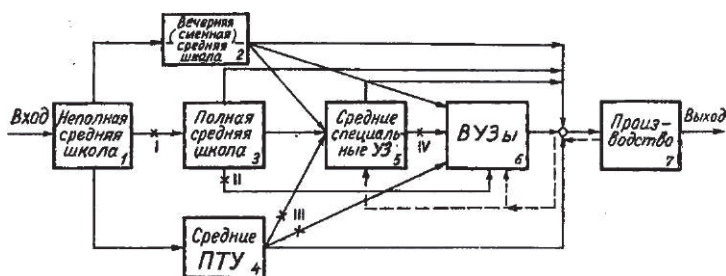 Вечерняя
(сменная)
средняя
школа 2
Вход
Неполная
средняя
школа 1
I
Полная
средняя
школа 3
II
Средние
специаль-
ные УЗ 5
IV
ВУЗы
6
Произ-
водство
7
Выход
III
Средние
ПТУ 4